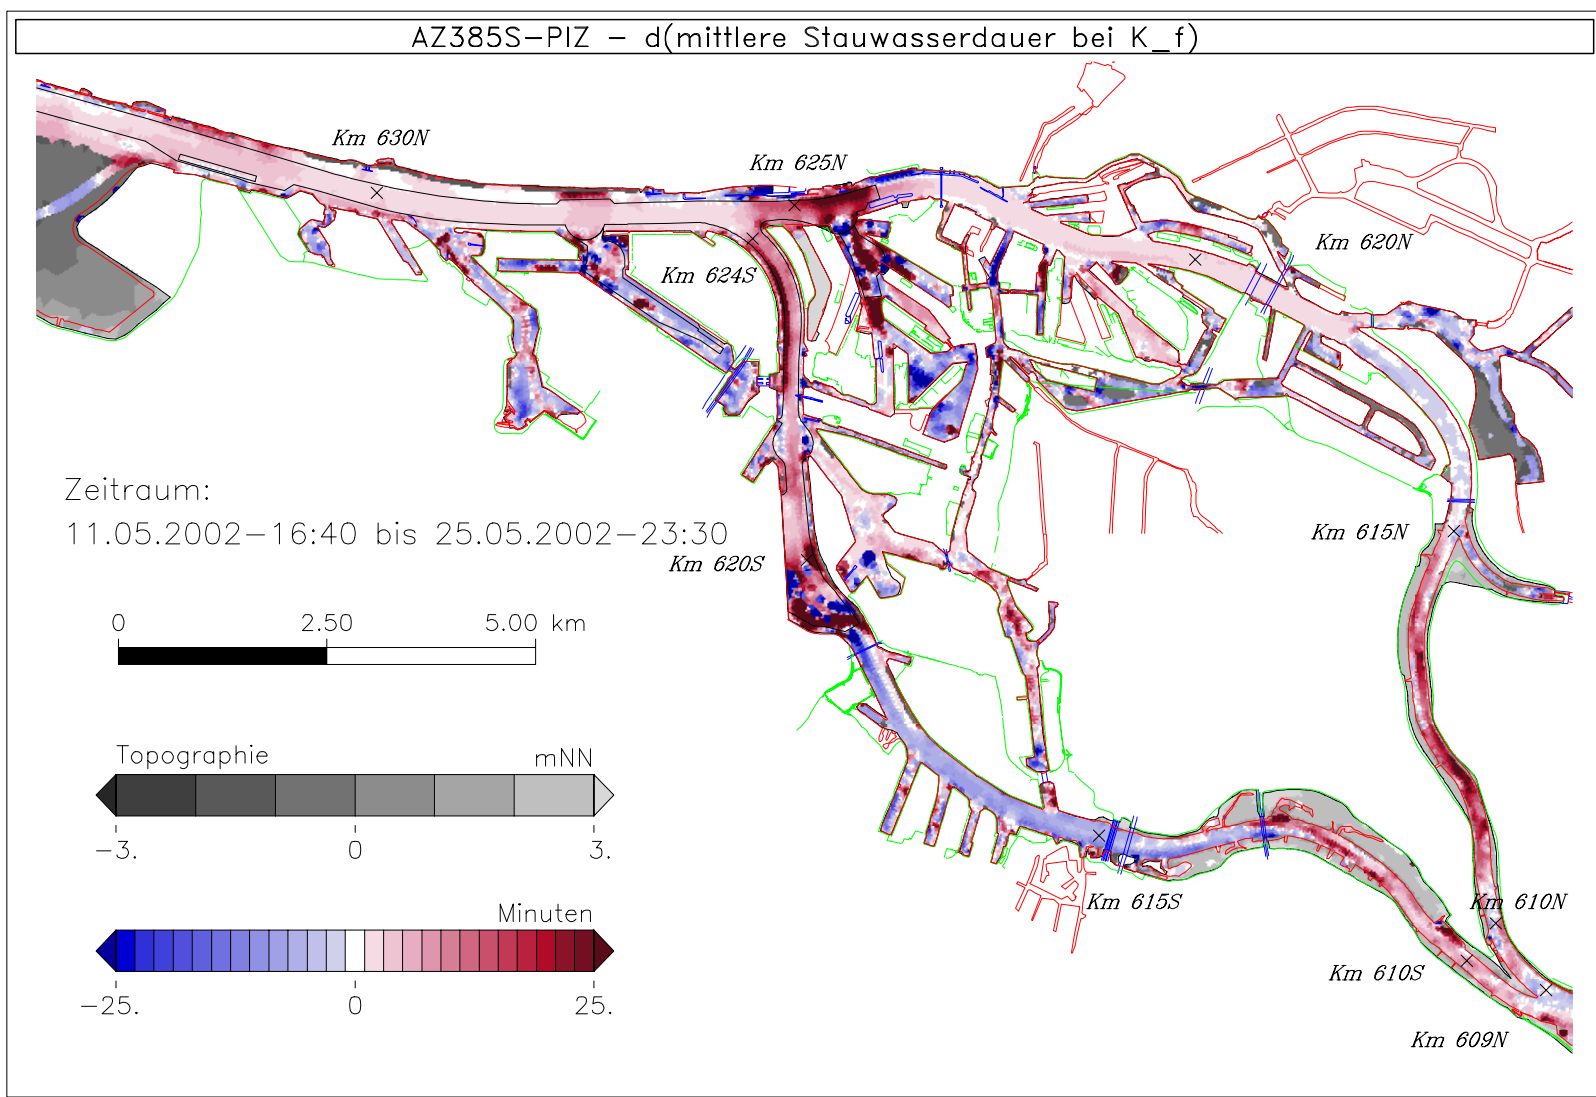 AZ385S-PIZ - d(mittlere Stauwasserdauer bei K_f)
Km 630N
Km 625N
Km 620N
Km 624S
Zeitraum:
11.05.2002-16:40 bis 25.05.2002-23:30
Km 615N
Km 620S
0 2.50 5.00 km
Topographie mNN
-3. 0 3.
Km 615S
Km 610N
Minuten
Km 610S
-25. 0 25.
Km 609N